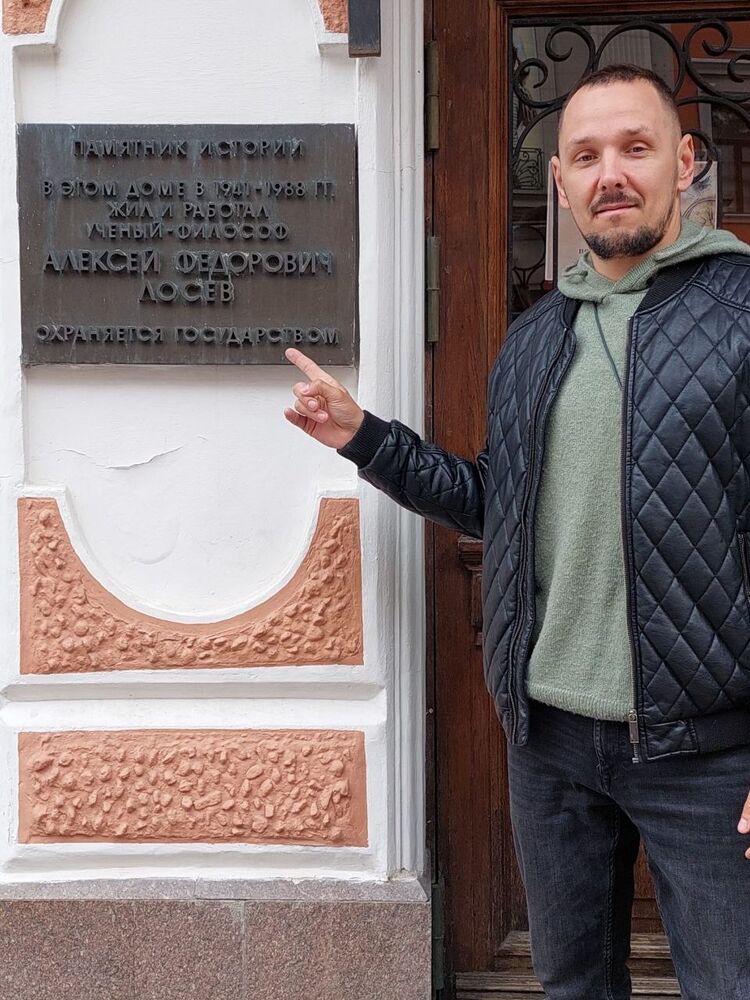 ПАМЯТНИК ИСТОРИИ
В ЭТОМ ДОМЕ В 1941-1988 ГГ.
ЖИЛ И РАБОТАЛ
УЧЕНЫЙ-ФИЛОСОФ
АЛЕКСЕЙ ФЕДОРОВИЧ
ЛОСЕВ
ОХРАНЯЕТСЯ ГОСУДАРСТВОМ